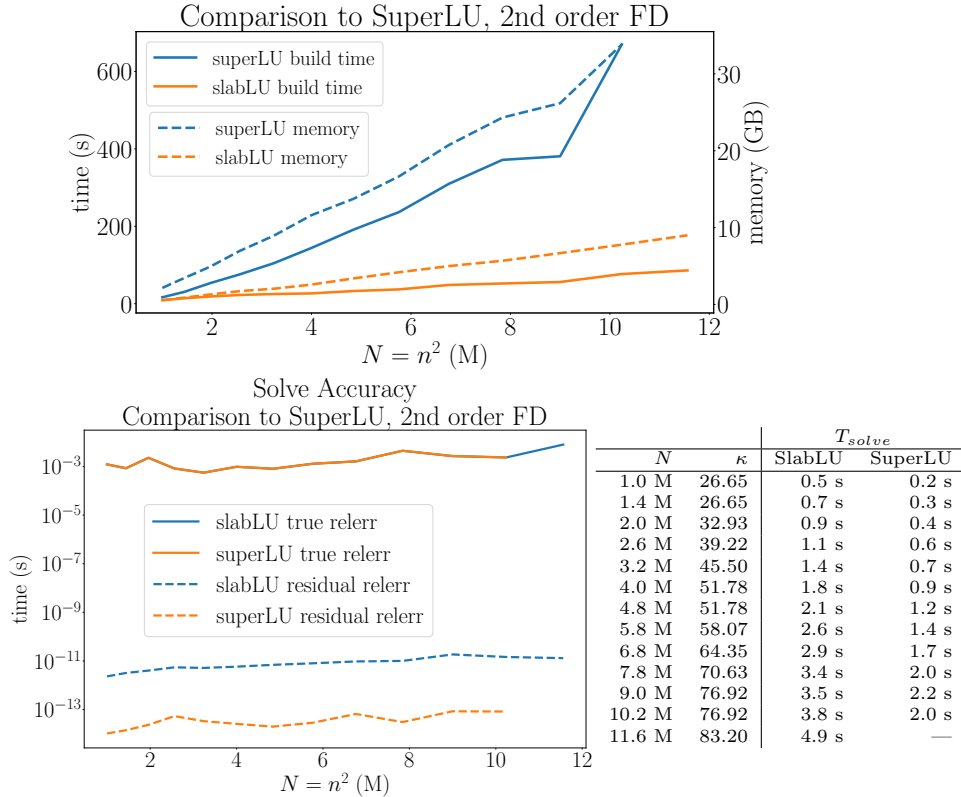 Comparison to SuperLU, 2nd order FD
superLU build time
slabLU build time
superLU memory
slabLU memory
time (s)
memory (GB)
0
200
400
600
0
10
20
30
2 4 6 8 10 12
N = n² (M)
Solve Accuracy
Comparison to SuperLU, 2nd order FD
slabLU true relerr
superLU true relerr
slabLU residual relerr
superLU residual relerr
time (s)
10⁻³
10⁻⁵
10⁻⁷
10⁻⁹
10⁻¹¹
10⁻¹³
2 4 6 8 10 12
N = n² (M)
T_solve
N κ SlabLU SuperLU
1.0 M 26.65 0.5 s 0.2 s
1.4 M 26.65 0.7 s 0.3 s
2.0 M 32.93 0.9 s 0.4 s
2.6 M 39.22 1.1 s 0.6 s
3.2 M 45.50 1.4 s 0.7 s
4.0 M 51.78 1.8 s 0.9 s
4.8 M 51.78 2.1 s 1.2 s
5.8 M 58.07 2.6 s 1.4 s
6.8 M 64.35 2.9 s 1.7 s
7.8 M 70.63 3.4 s 2.0 s
9.0 M 76.92 3.5 s 2.2 s
10.2 M 76.92 3.8 s 2.0 s
11.6 M 83.20 4.9 s —